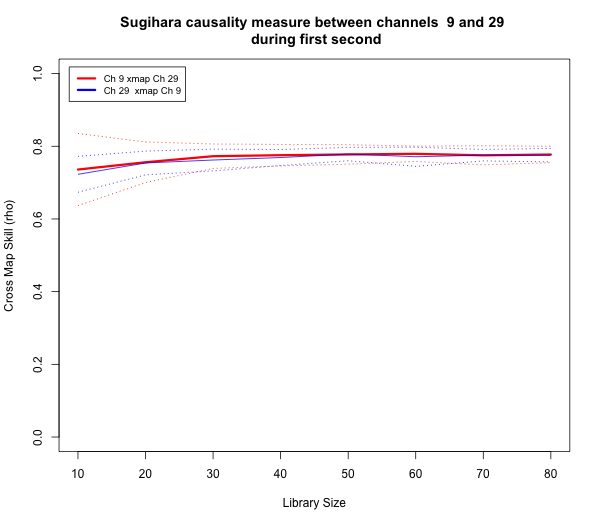 Sugihara causality measure between channels  9 and 29
during first second
Ch 9 xmap Ch 29
Ch 29  xmap Ch 9
Cross Map Skill (rho)
1.0
0.8
0.6
0.4
0.2
0.0
10 20 30 40 50 60 70 80
Library Size